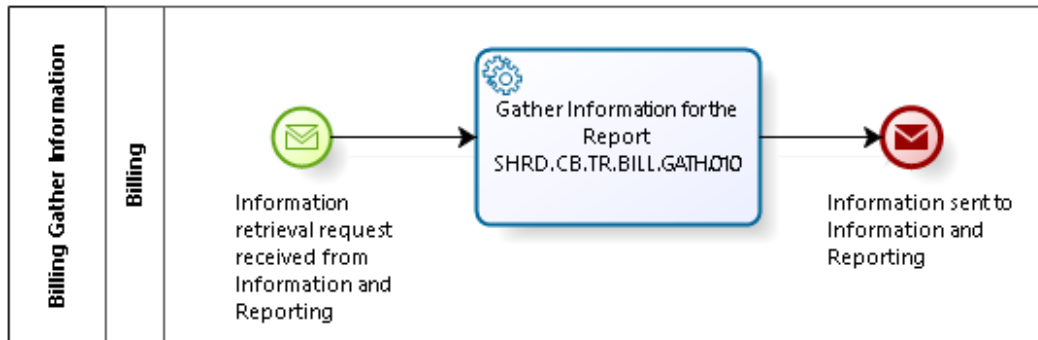 Billing Gather Information
Billing
Information
retrieval request
received from
Information and
Reporting
Gather Information for the
Report
SHRD.CB.TR.BILL.GATH.010
Information sent to
Information and
Reporting